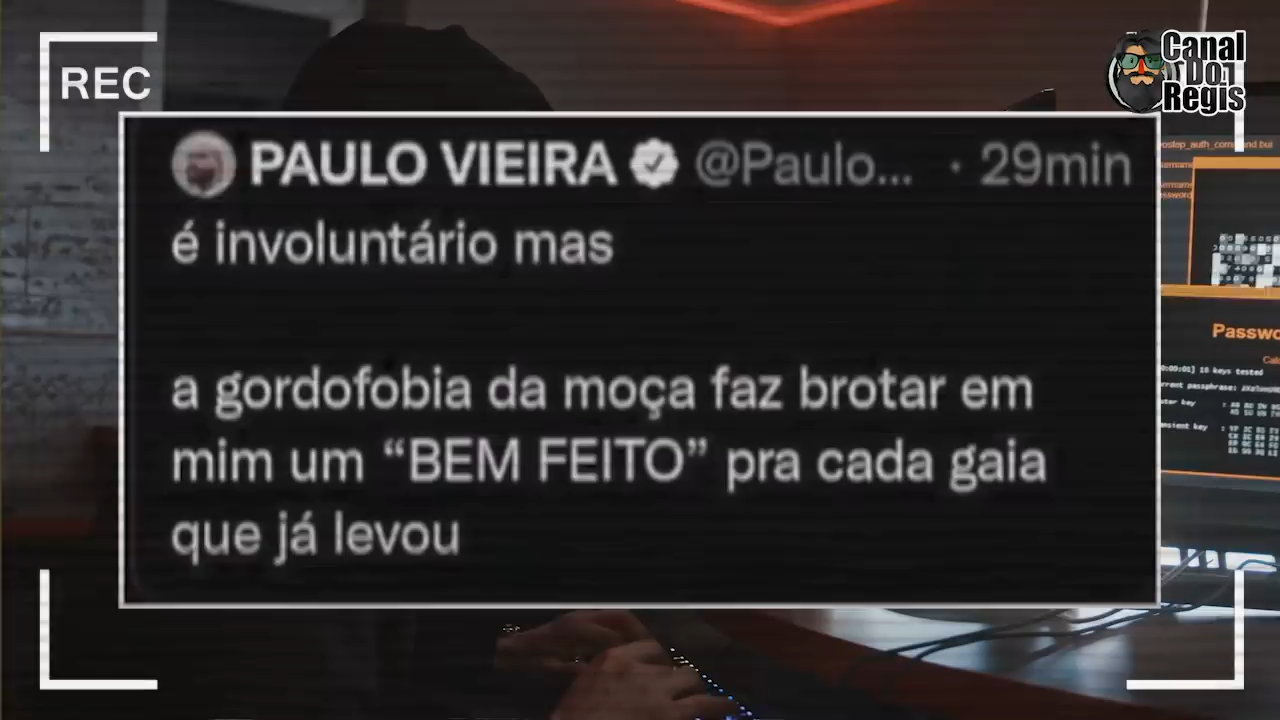 REC
Canal
Do
Regis
PAULO VIEIRA @Paulo... · 29min
é involuntário mas
a gordofobia da moça faz brotar em
mim um “BEM FEITO” pra cada gaia
que já levou
Passwo